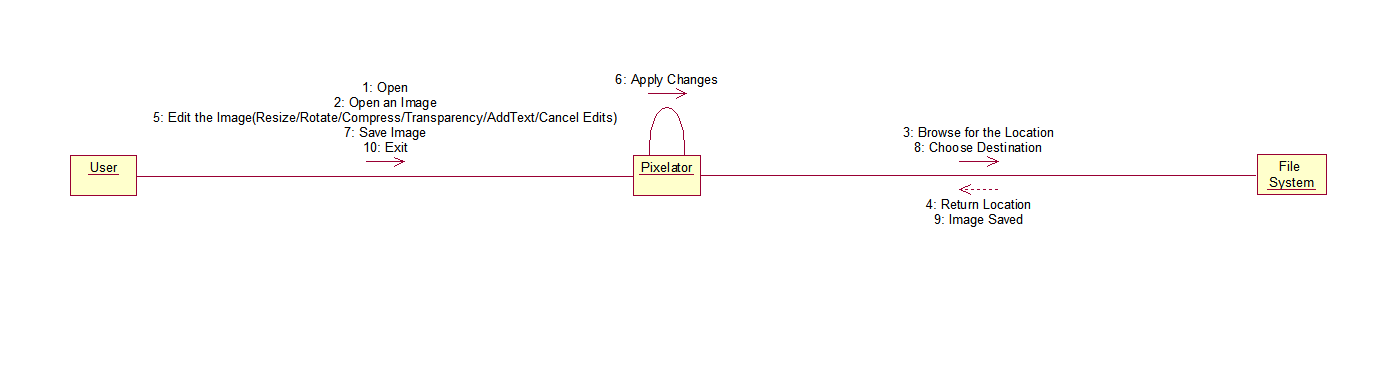 6: Apply Changes
1: Open
2: Open an Image
5: Edit the Image(Resize/Rotate/Compress/Transparency/AddText/Cancel Edits)
7: Save Image
10: Exit
3: Browse for the Location
8: Choose Destination
User
Pixelator
File
System
4: Return Location
9: Image Saved